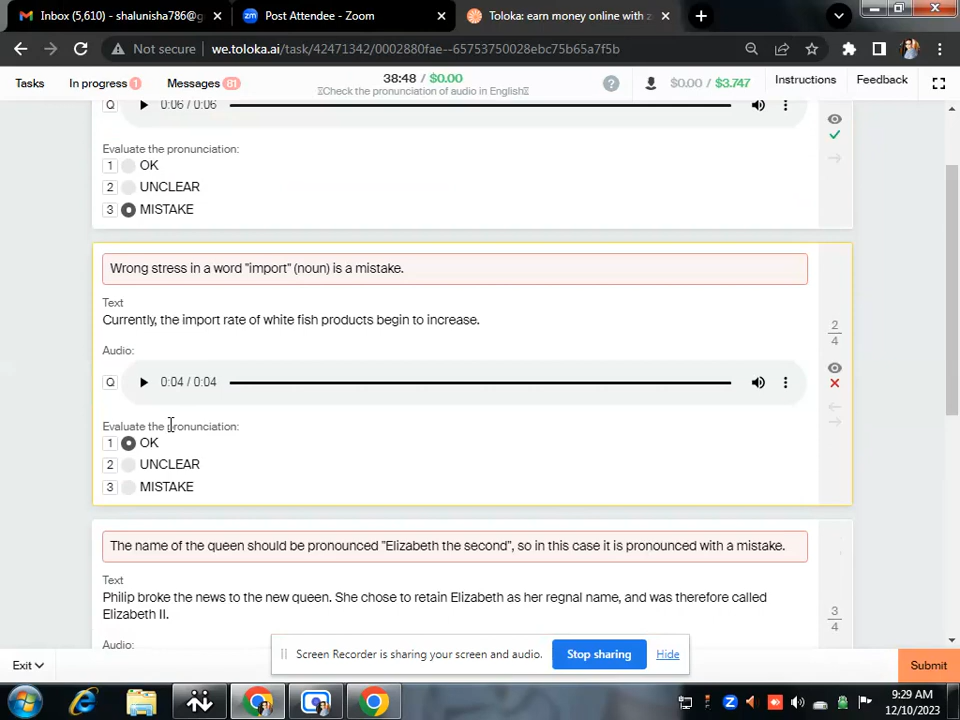 Inbox (5,610) - shalunisha786@g
Post Attendee - Zoom
Toloka: earn money online with
Not secure
we.toloka.ai/task/42471342/0002880fae--65753750028ebc75b65a7f5b
Tasks
In progress 1
Messages 81
38:48 / $0.00
Check the pronunciation of audio in English
$0.00 / $3.747
Instructions
Feedback
Q
0:06 / 0:06
Evaluate the pronunciation:
1 OK
2 UNCLEAR
3 MISTAKE
Wrong stress in a word "import" (noun) is a mistake.
Text
Currently, the import rate of white fish products begin to increase.
2
4
Audio:
Q
0:04 / 0:04
Evaluate the pronunciation:
1 OK
2 UNCLEAR
3 MISTAKE
The name of the queen should be pronounced "Elizabeth the second", so in this case it is pronounced with a mistake.
Text
Philip broke the news to the new queen. She chose to retain Elizabeth as her regnal name, and was therefore called
Elizabeth II.
3
4
Audio:
Screen Recorder is sharing your screen and audio.
Stop sharing
Hide
Exit
Submit
9:29 AM
12/10/2023